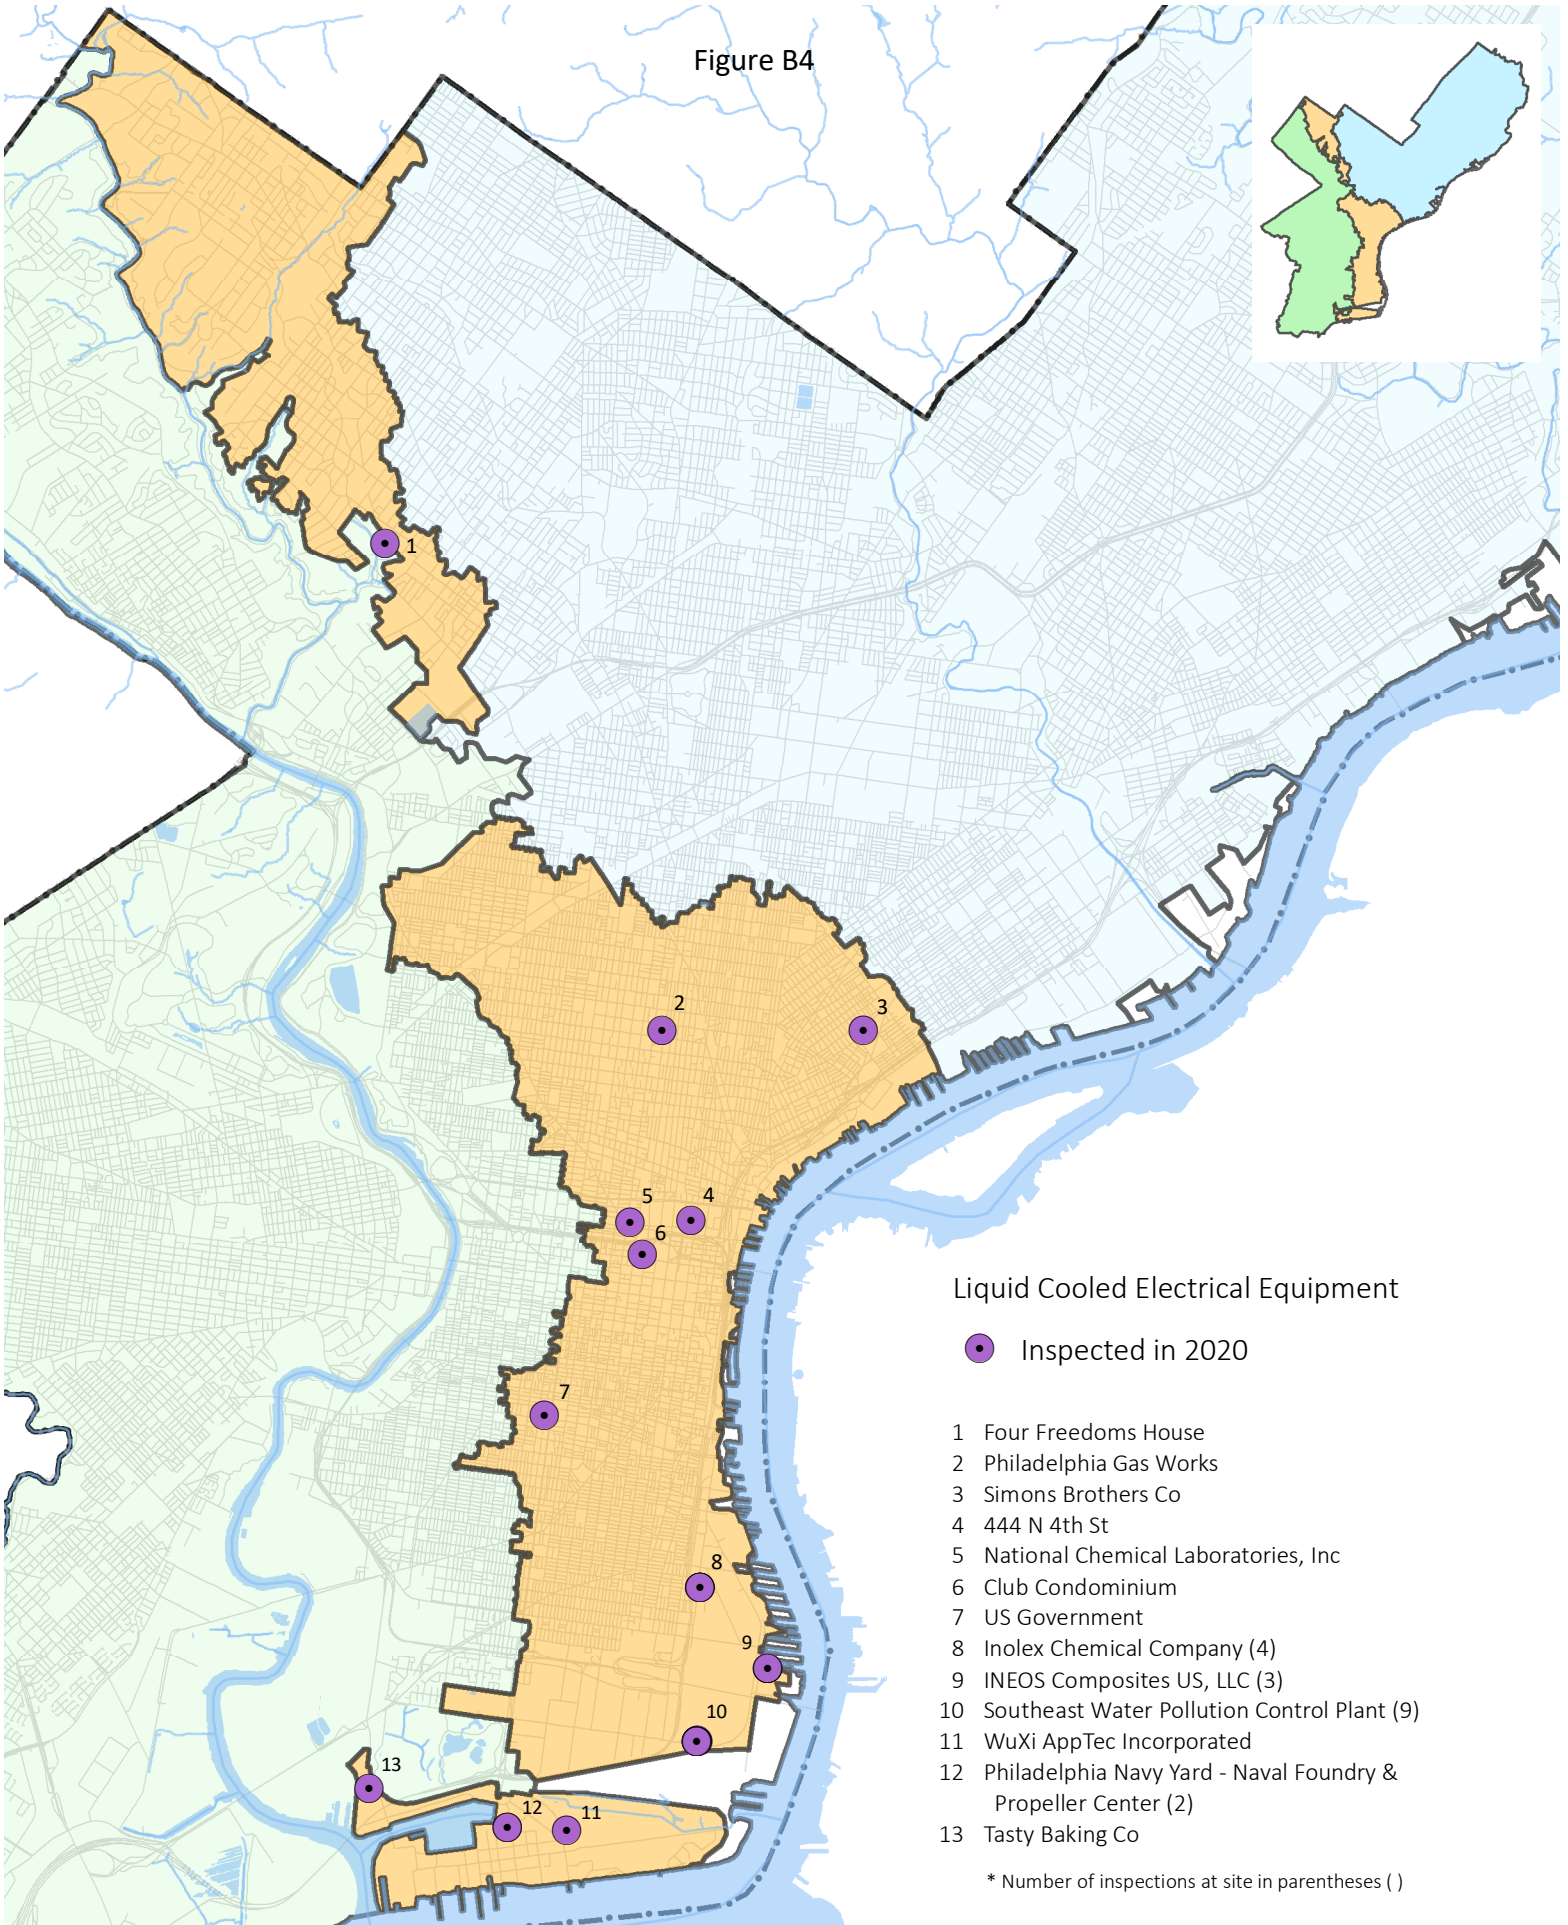 Figure B4
1
2
3
5
4
6
7
8
9
10
13
12
11
Liquid Cooled Electrical Equipment
Inspected in 2020
1 Four Freedoms House
2 Philadelphia Gas Works
3 Simons Brothers Co
4 444 N 4th St
5 National Chemical Laboratories, Inc
6 Club Condominium
7 US Government
8 Inolex Chemical Company (4)
9 INEOS Composites US, LLC (3)
10 Southeast Water Pollution Control Plant (9)
11 WuXi AppTec Incorporated
12 Philadelphia Navy Yard - Naval Foundry &
Propeller Center (2)
13 Tasty Baking Co
* Number of inspections at site in parentheses ( )